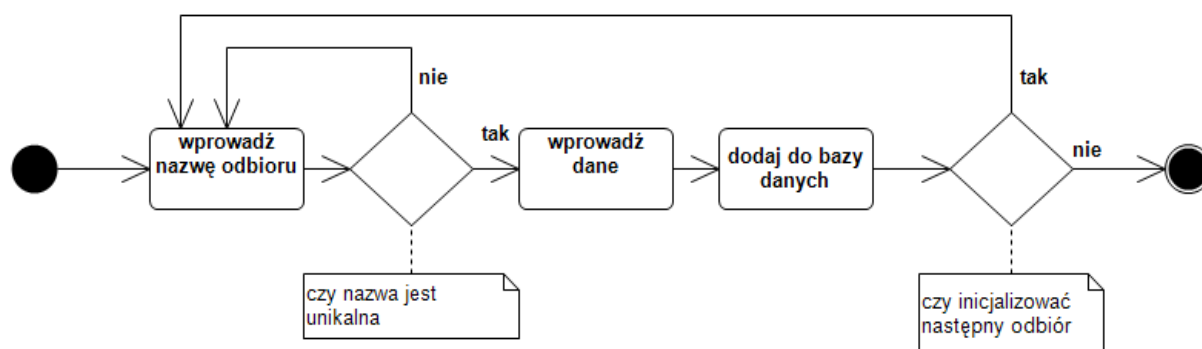 nie
tak
wprowadź
nazwę odbioru
tak
wprowadź
dane
dodaj do bazy
danych
nie
czy nazwa jest
unikalna
czy inicjalizować
następny odbiór